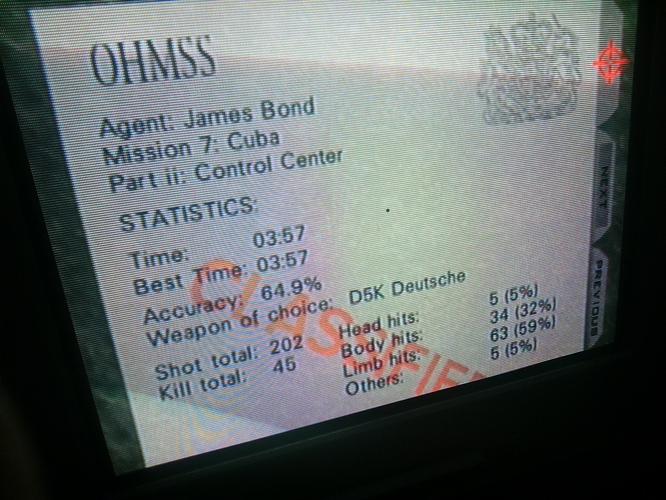 OHMSS
Agent: James Bond
Mission 7: Cuba
Part ii: Control Center
STATISTICS:
Time: 03:57
Best Time: 03:57
Accuracy: 64.9%
Weapon of choice: D5K Deutsche
Shot total: 202
Kill total: 45
Head hits: 5 (5%)
Body hits: 34 (32%)
Limb hits: 63 (59%)
Others: 5 (5%)
CLASSIFIE
NEXT
PREVIOUS